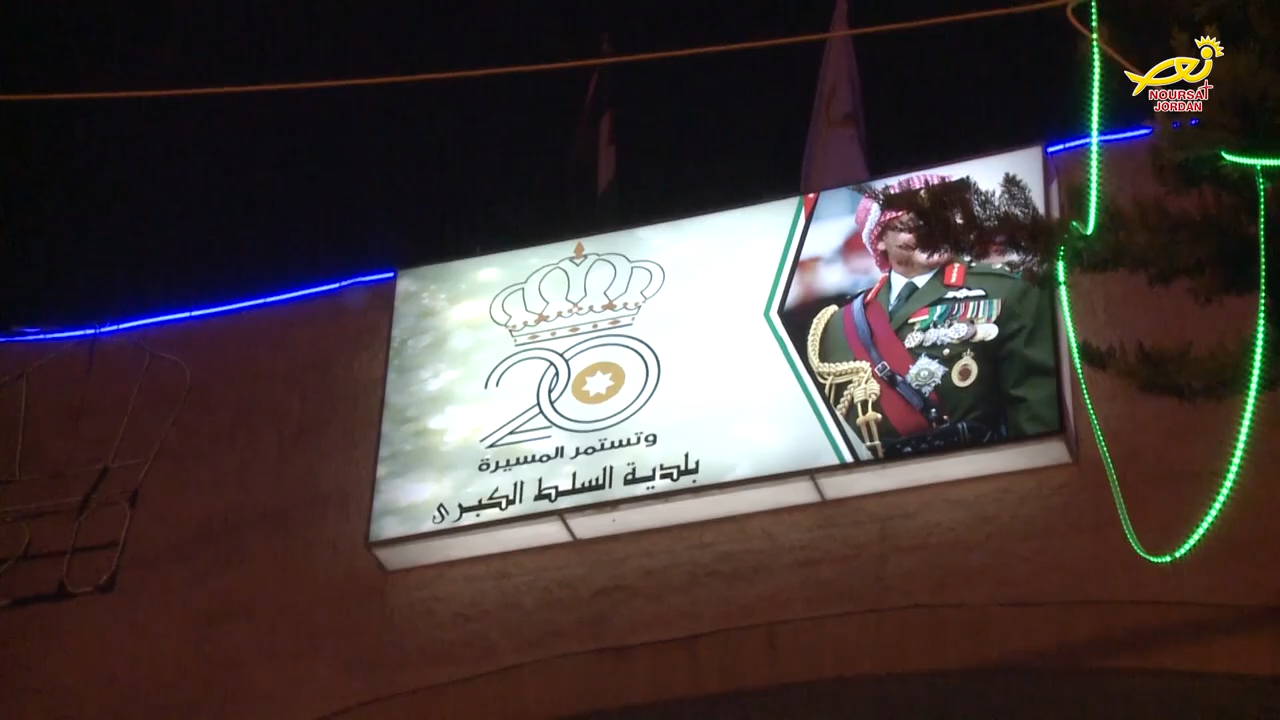 نورسات
NOURSAT
JORDAN
20
وتستمر المسيرة
بلدية السلط الكبرى